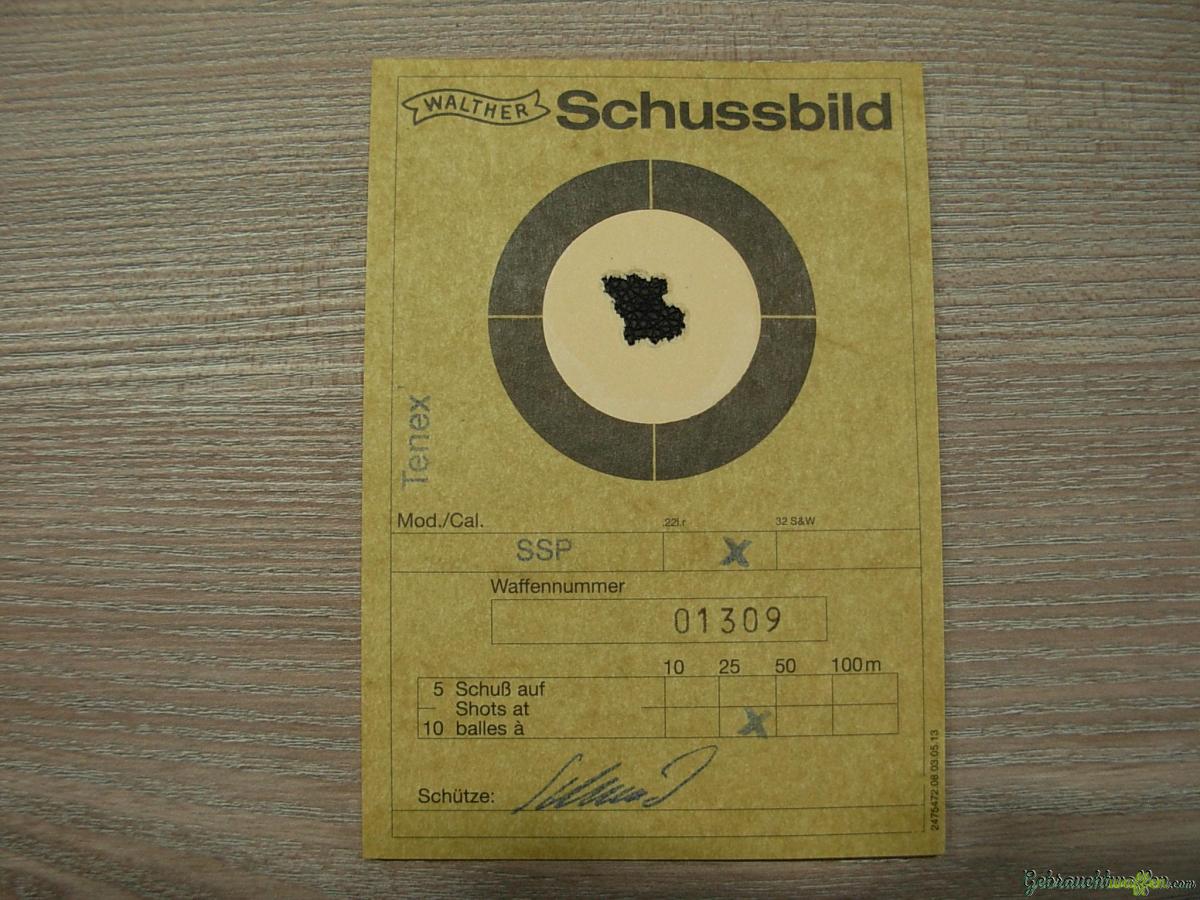 WALTHER Schussbild
Tenex
Mod./Cal. .22l.r 32 S&W
SSP X
Waffennummer
01309
10 25 50 100 m
5 Schuß auf
Shots at
10 balles à X
Schütze:
2475472.08 03.05.13
Gebrauchtwaffen.com